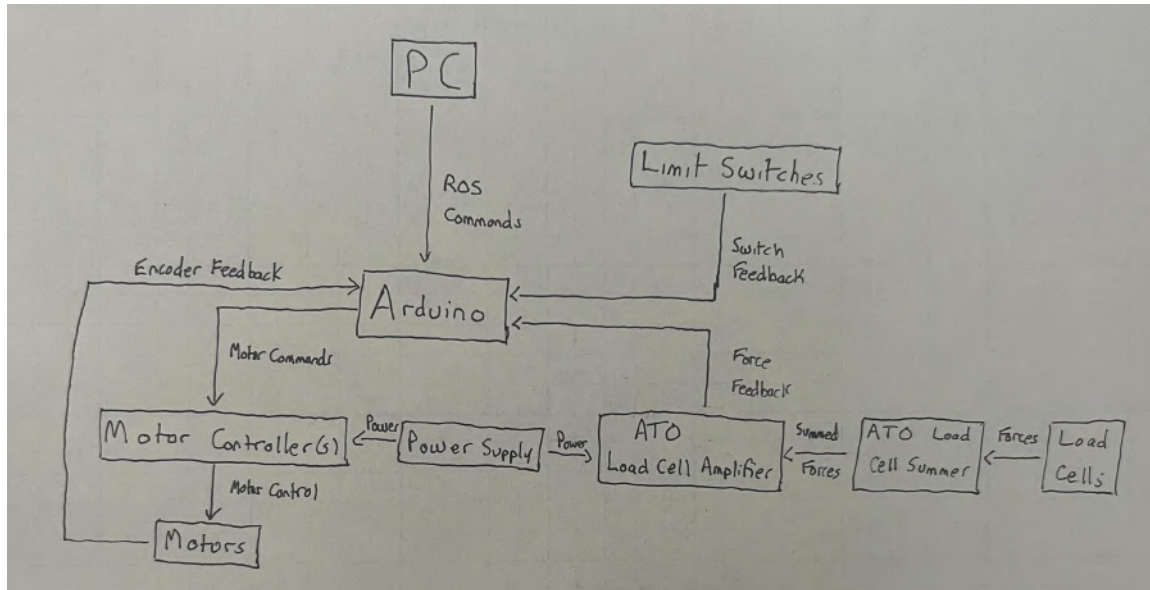 PC
ROS
Commands
Limit Switches
Switch
Feedback
Encoder Feedback
Arduino
Motor Commands
Force
Feedback
Motor Controller(s)
Power
Power Supply
Power
ATO
Load Cell Amplifier
Summed
Forces
ATO Load
Cell Summer
Forces
Load
Cells
Motor Control
Motors